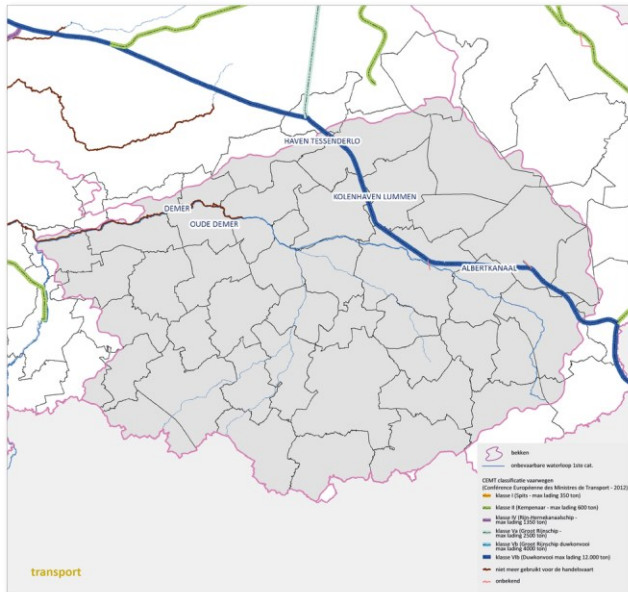 HAVEN TESSENDERLO
KOLENHAVEN LUMMEN
DEMER
OUDE DEMER
ALBERTKANAAL
bekken
onbevaarbare waterloop 1ste cat.
CEMT classificatie vaarwegen
(Conférence Européenne des Ministres de Transport - 2012)
klasse I (Spits - max lading 350 ton)
klasse II (Kempenaar - max lading 600 ton)
klasse IV (Rijn-Hernekanaalschip -
max lading 1350 ton)
klasse Va (Groot Rijnschip -
max lading 2500 ton)
klasse Vb (Groot Rijnschip duwkonvooi
max lading 4000 ton)
klasse VIb (Duwkonvooi max lading 12.000 ton)
niet meer gebruikt voor de handelsvaart
onbekend
transport